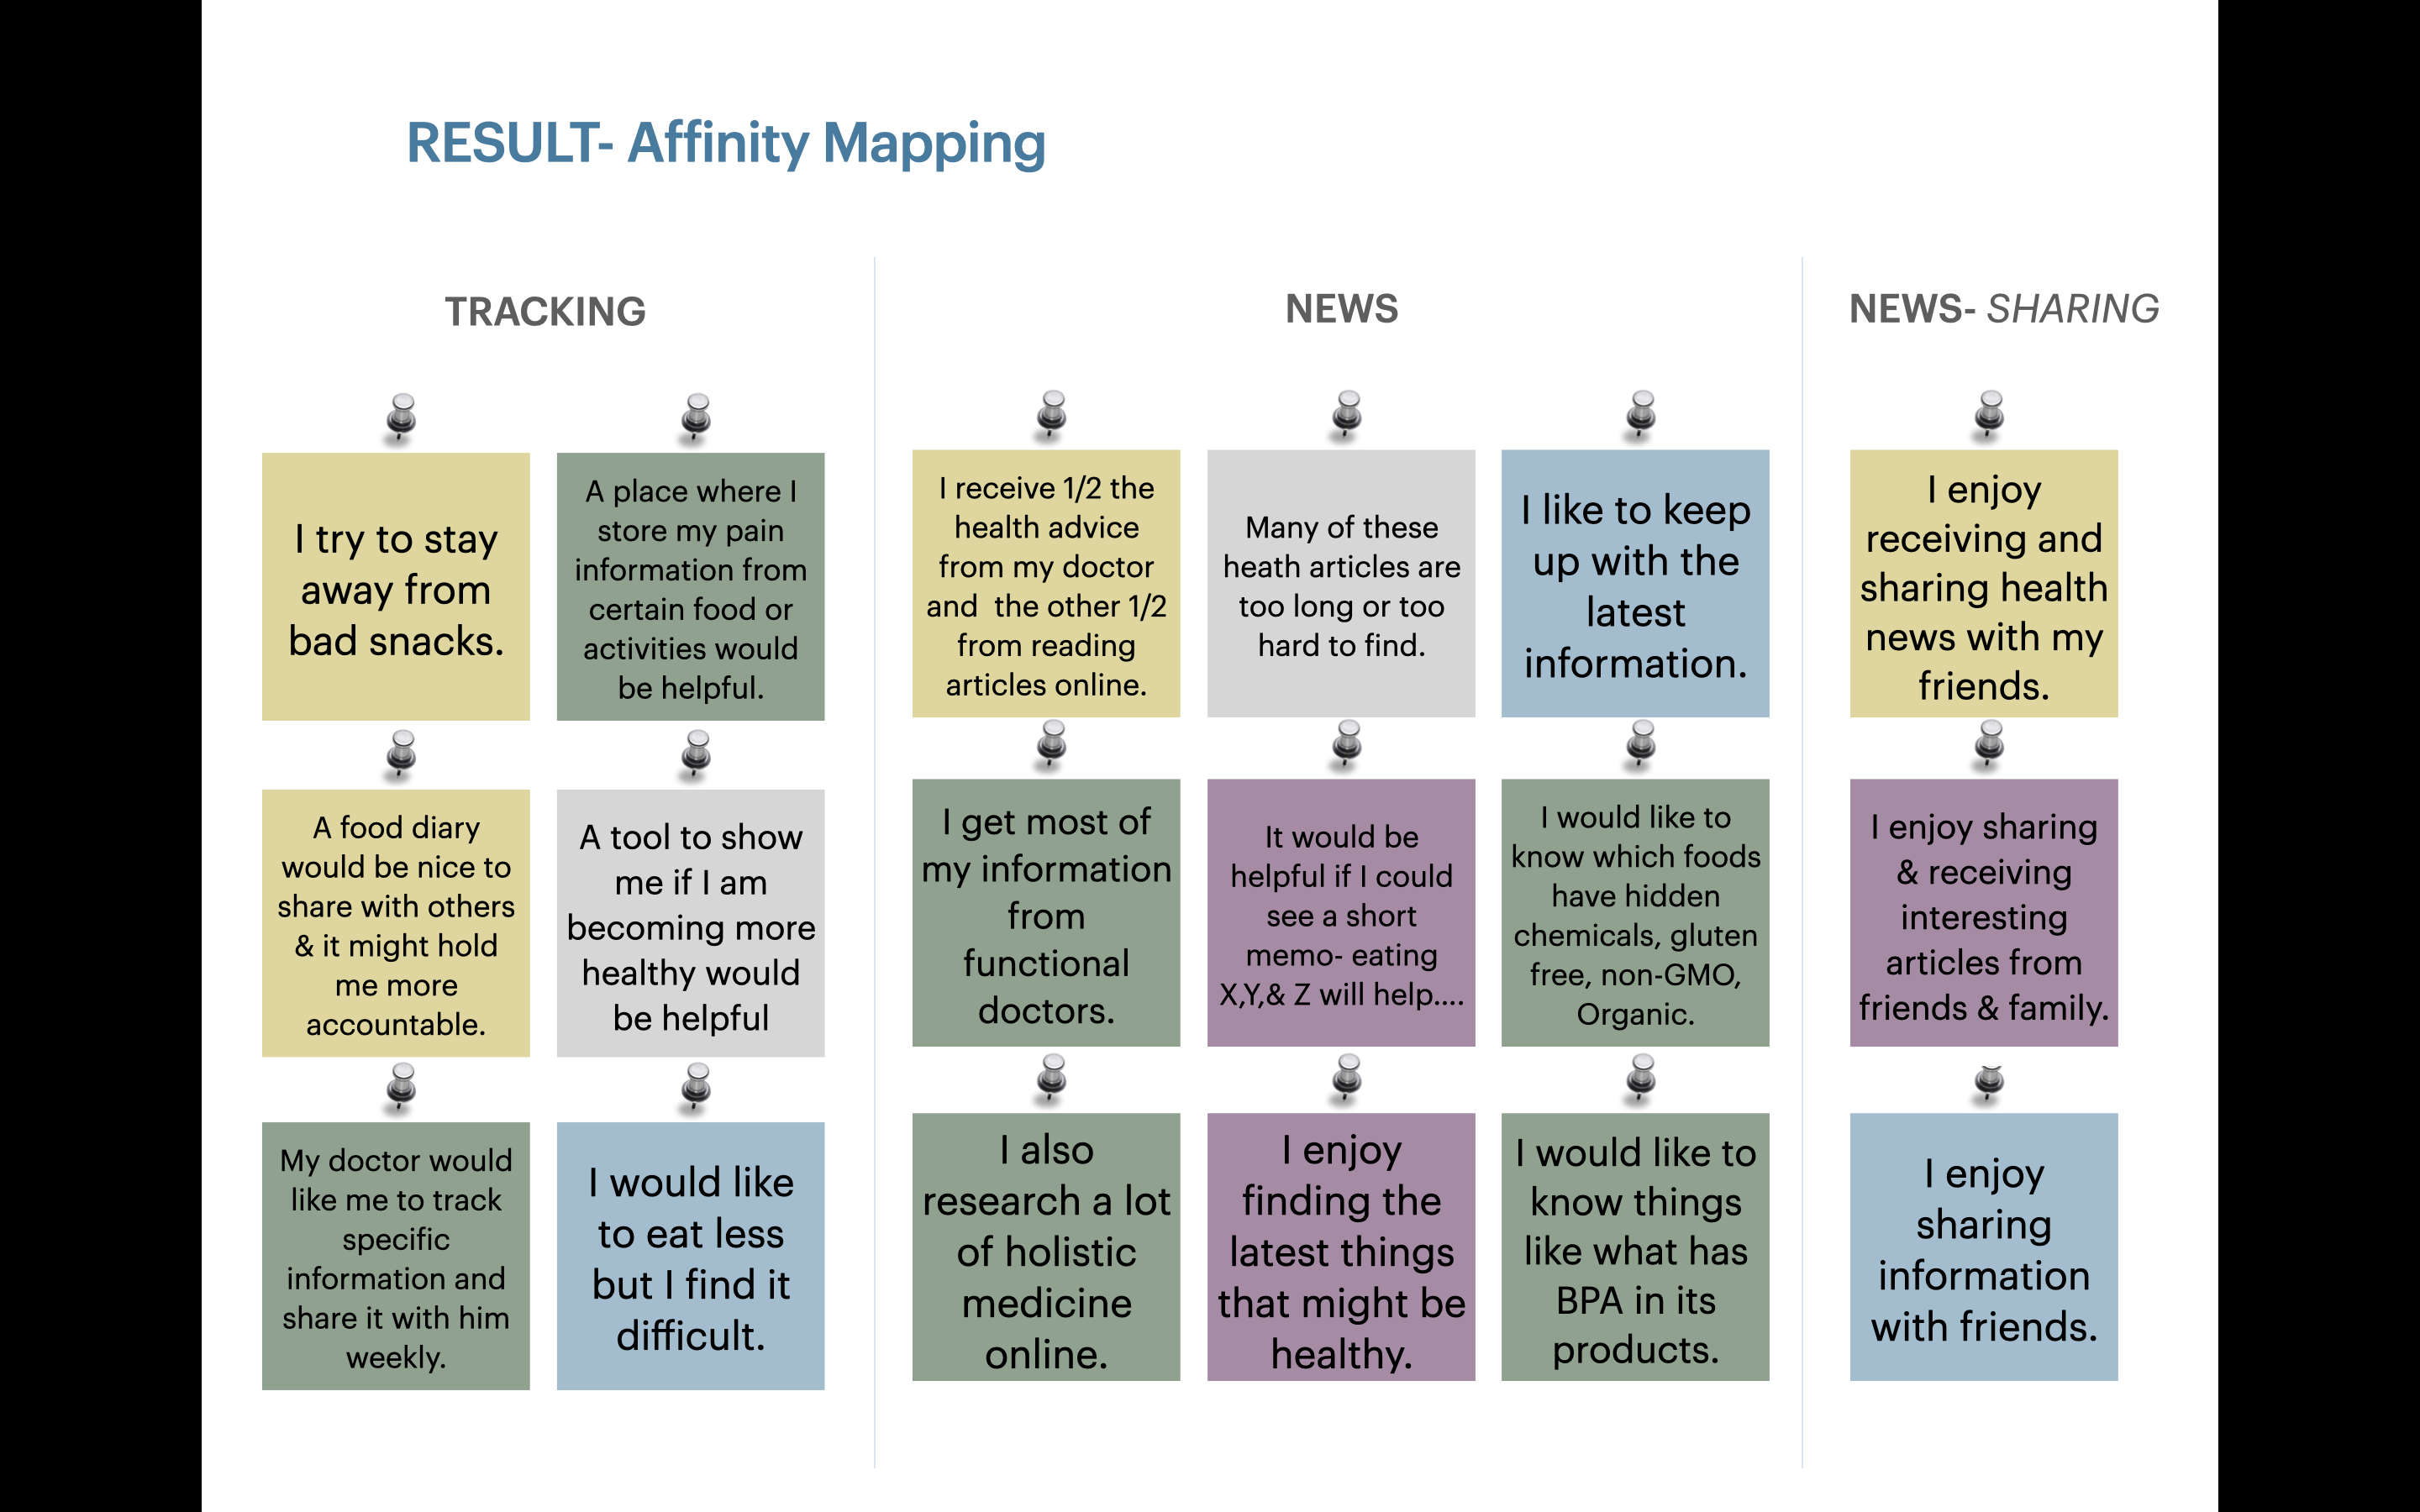 RESULT- Affinity Mapping
TRACKING
I try to stay
away from
bad snacks.
A place where I
store my pain
information from
certain food or
activities would
be helpful.
A food diary
would be nice to
share with others
& it might hold
me more
accountable.
A tool to show
me if I am
becoming more
healthy would
be helpful
My doctor would
like me to track
specific
information and
share it with him
weekly.
I would like
to eat less
but I find it
difficult.
NEWS
I receive 1/2 the
health advice
from my doctor
and  the other 1/2
from reading
articles online.
Many of these
heath articles are
too long or too
hard to find.
I like to keep
up with the
latest
information.
I get most of
my information
from
functional
doctors.
It would be
helpful if I could
see a short
memo- eating
X,Y,& Z will help....
I would like to
know which foods
have hidden
chemicals, gluten
free, non-GMO,
Organic.
I also
research a lot
of holistic
medicine
online.
I enjoy
finding the
latest things
that might be
healthy.
I would like to
know things
like what has
BPA in its
products.
NEWS- SHARING
I enjoy
receiving and
sharing health
news with my
friends.
I enjoy sharing
& receiving
interesting
articles from
friends & family.
I enjoy
sharing
information
with friends.